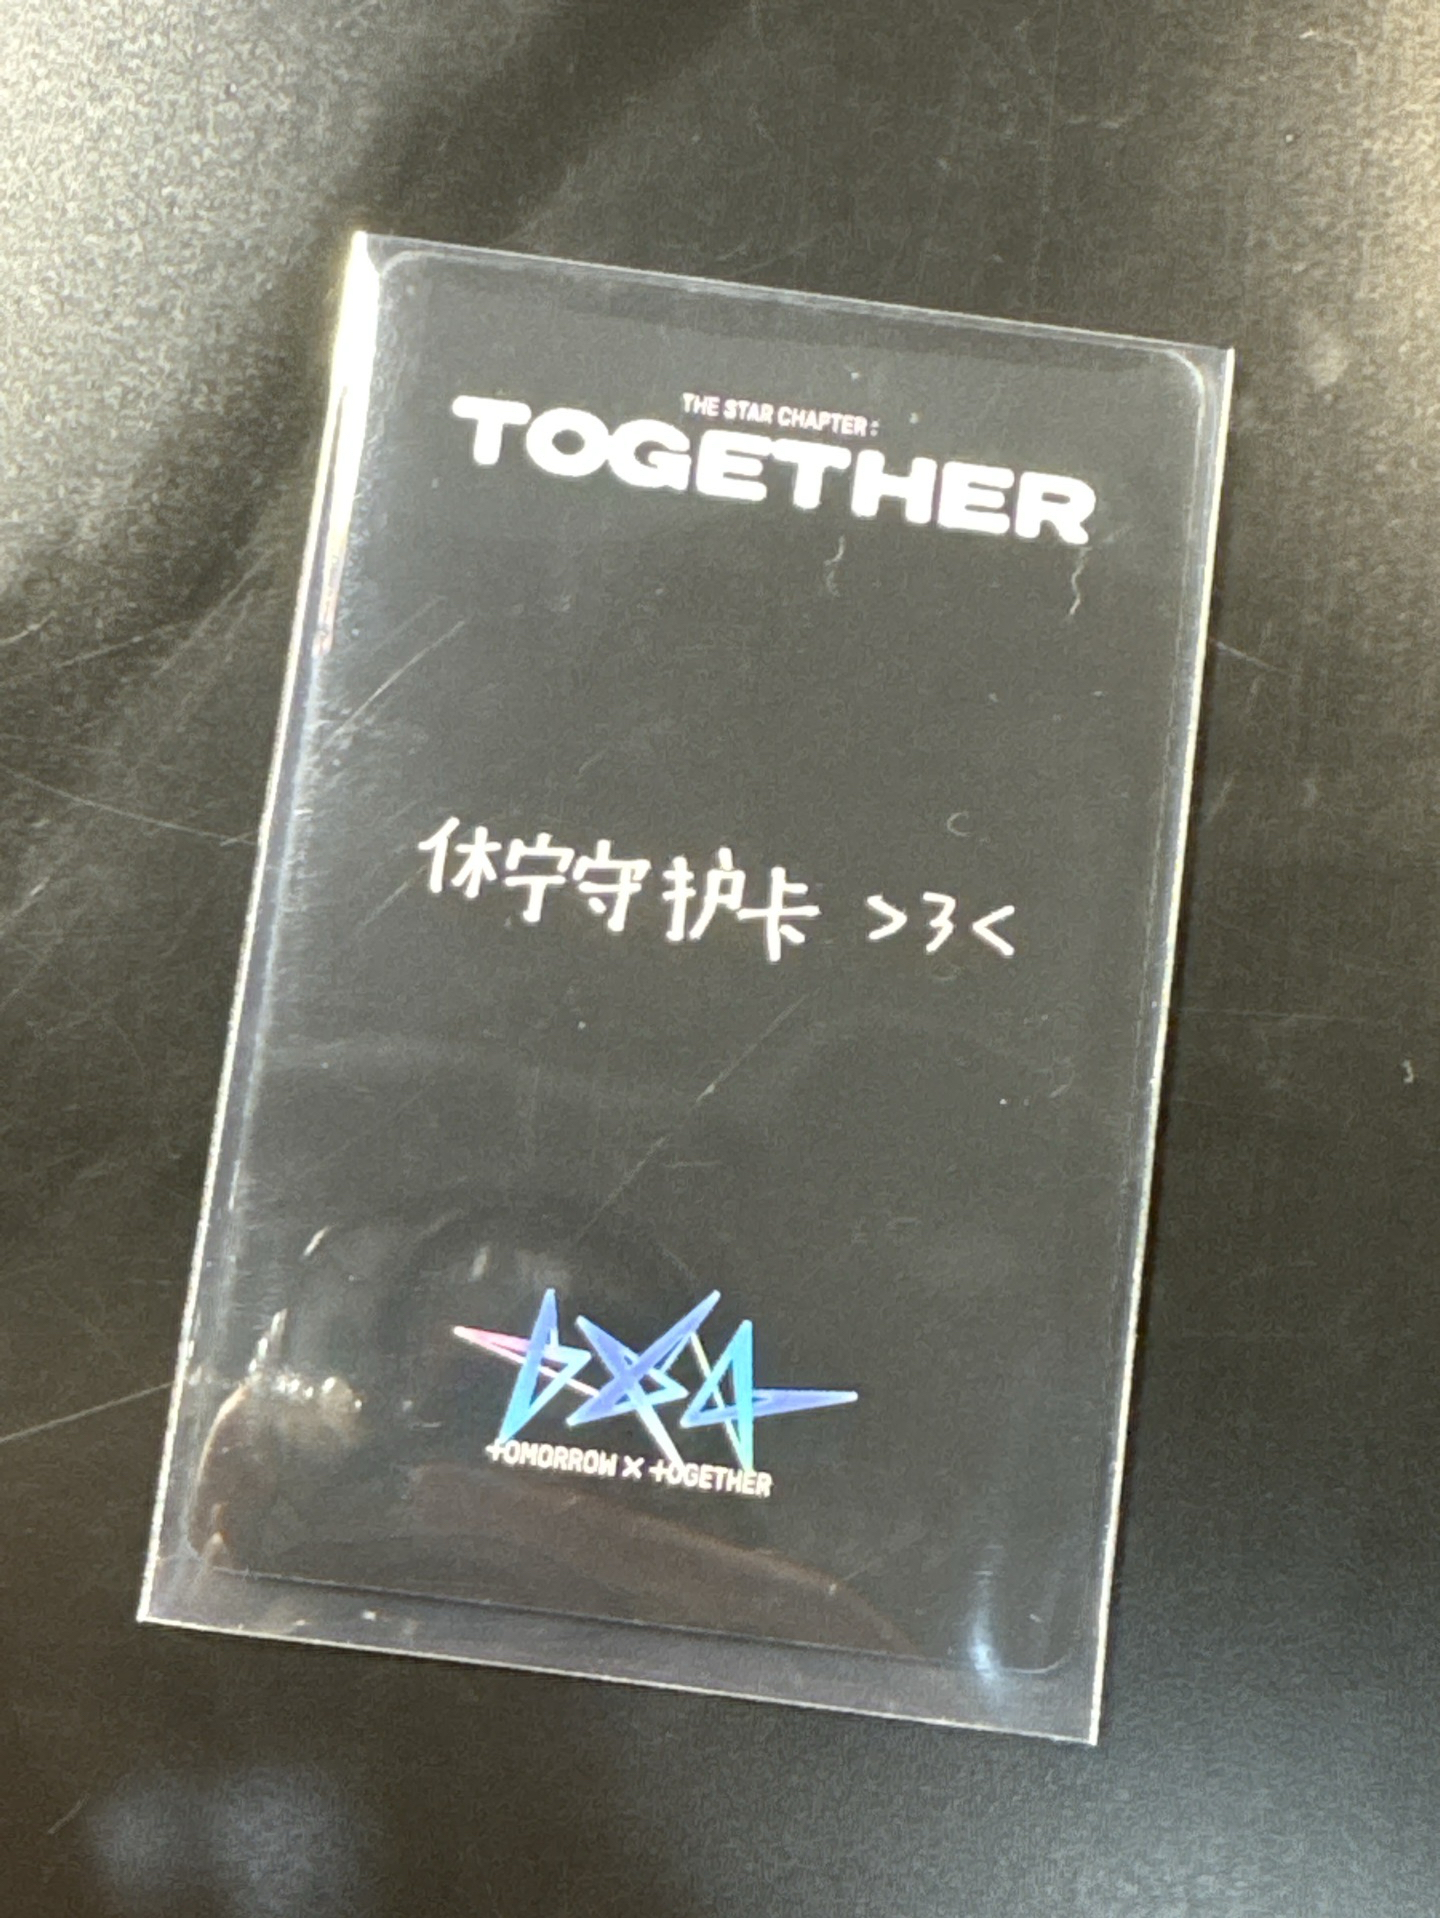 THE STAR CHAPTER :
TOGETHER
休宁守护卡 >3<
TOMORROW X TOGETHER